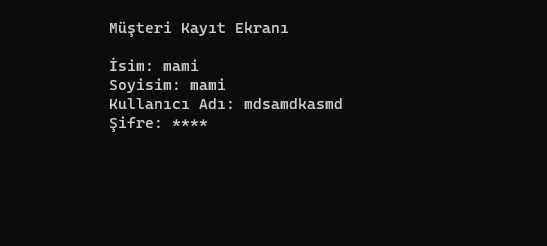 Müşteri Kayıt Ekranı
İsim: mami
Soyisim: mami
Kullanıcı Adı: mdsamdkasmd
Şifre: ****